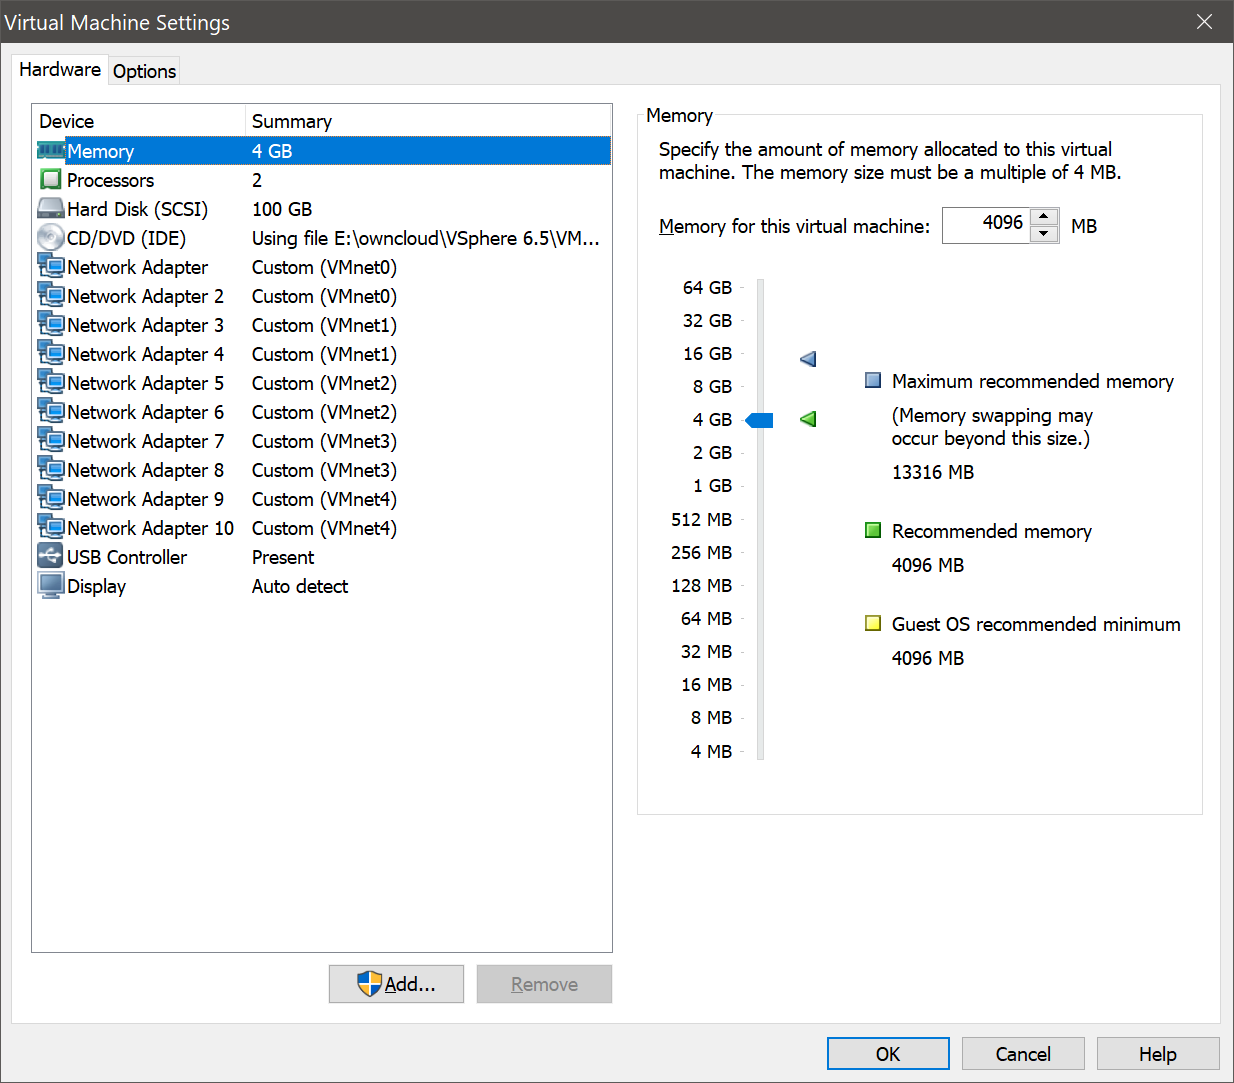 Virtual Machine Settings
Hardware Options
Device Summary
Memory 4 GB
Processors 2
Hard Disk (SCSI) 100 GB
CD/DVD (IDE) Using file E:\owncloud\VSphere 6.5\VM...
Network Adapter Custom (VMnet0)
Network Adapter 2 Custom (VMnet0)
Network Adapter 3 Custom (VMnet1)
Network Adapter 4 Custom (VMnet1)
Network Adapter 5 Custom (VMnet2)
Network Adapter 6 Custom (VMnet2)
Network Adapter 7 Custom (VMnet3)
Network Adapter 8 Custom (VMnet3)
Network Adapter 9 Custom (VMnet4)
Network Adapter 10 Custom (VMnet4)
USB Controller Present
Display Auto detect
Add...
Remove
Memory
Specify the amount of memory allocated to this virtual
machine. The memory size must be a multiple of 4 MB.
Memory for this virtual machine: 4096 MB
64 GB
32 GB
16 GB
8 GB
4 GB
2 GB
1 GB
512 MB
256 MB
128 MB
64 MB
32 MB
16 MB
8 MB
4 MB
Maximum recommended memory
(Memory swapping may
occur beyond this size.)
13316 MB
Recommended memory
4096 MB
Guest OS recommended minimum
4096 MB
OK
Cancel
Help